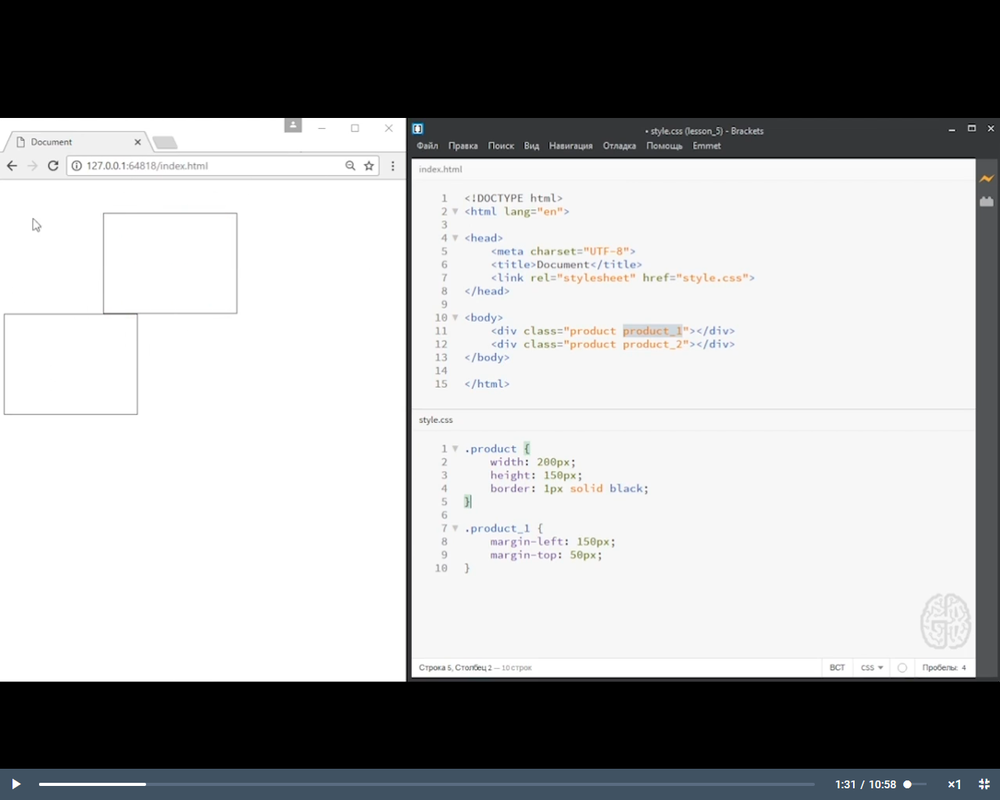 Document
127.0.0.1:64818/index.html
• style.css (lesson_5) - Brackets
Файл Правка Поиск Вид Навигация Отладка Помощь Emmet
index.html
1 <!DOCTYPE html>
2 <html lang="en">
3
4 <head>
5 <meta charset="UTF-8">
6 <title>Document</title>
7 <link rel="stylesheet" href="style.css">
8 </head>
9
10 <body>
11 <div class="product product_1"></div>
12 <div class="product product_2"></div>
13 </body>
14
15 </html>
style.css
1 .product {
2 width: 200px;
3 height: 150px;
4 border: 1px solid black;
5 }
6
7 .product_1 {
8 margin-left: 150px;
9 margin-top: 50px;
10 }
Строка 5, Столбец 2 — 10 строк
ВСТ CSS Пробелы: 4
1:31 / 10:58 ×1